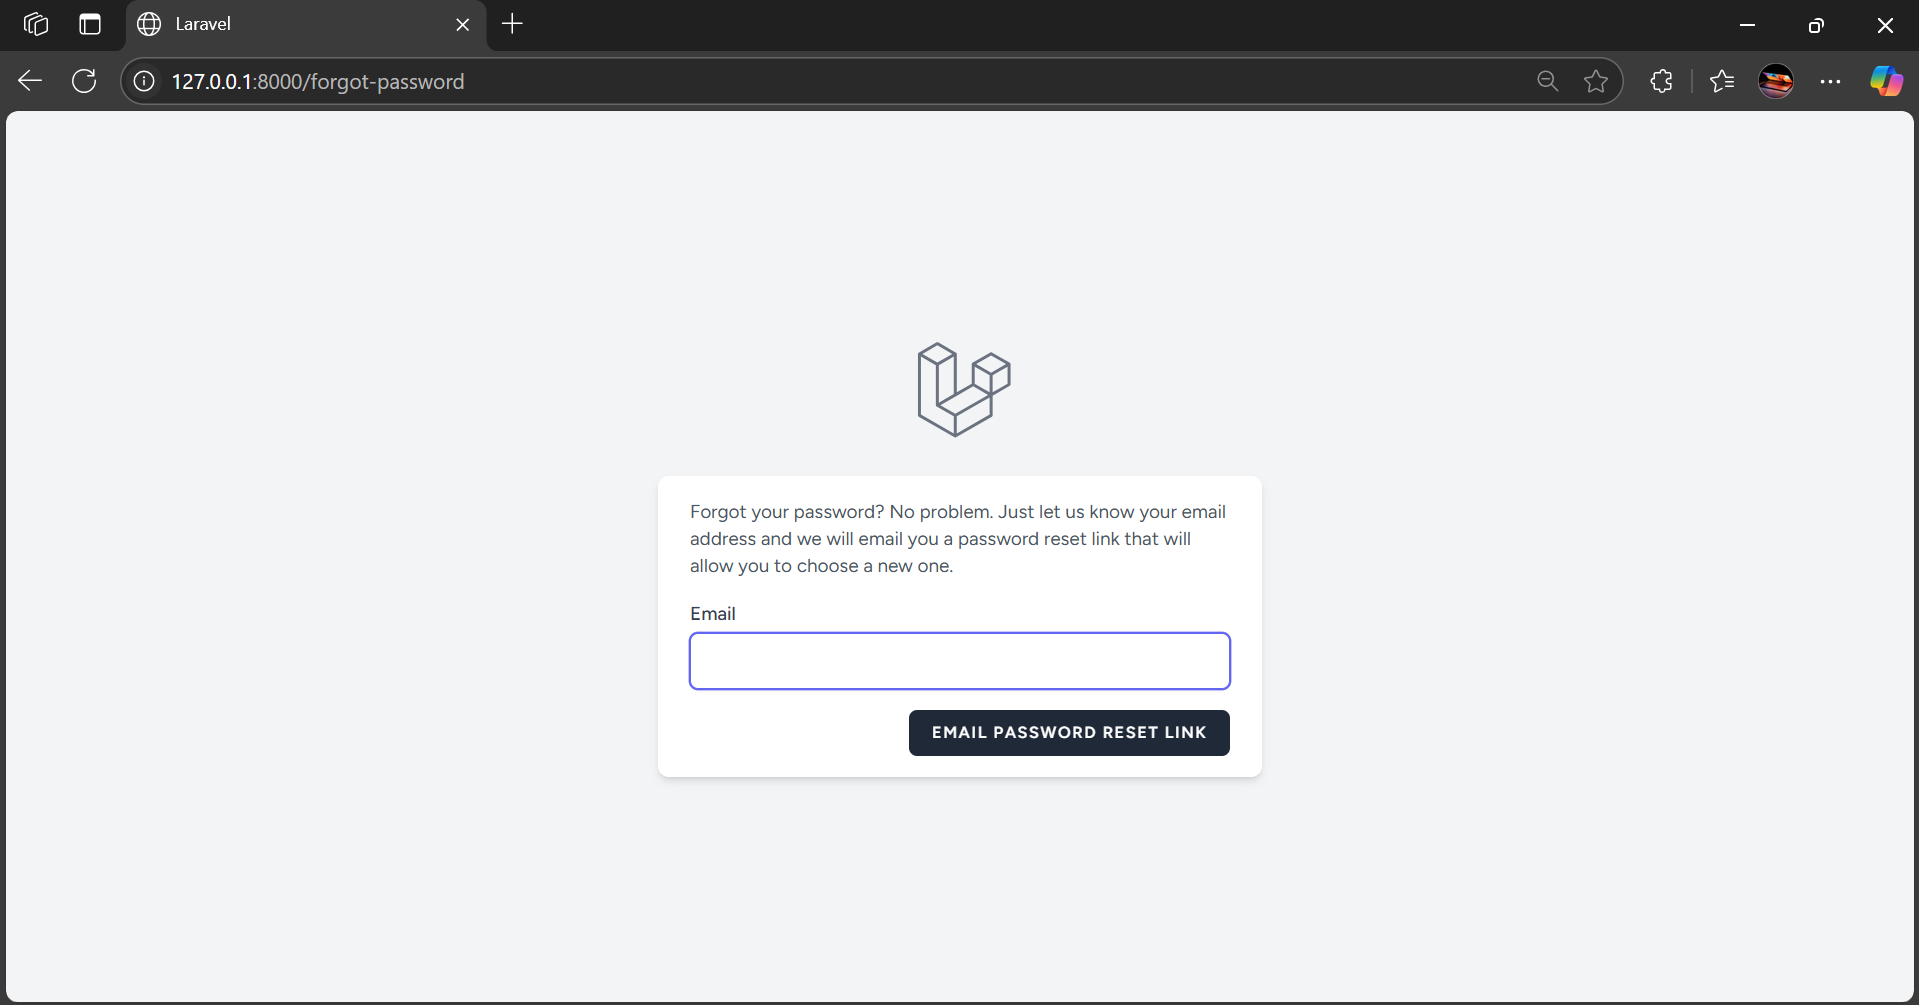 Laravel
127.0.0.1:8000/forgot-password
Forgot your password? No problem. Just let us know your email
address and we will email you a password reset link that will
allow you to choose a new one.
Email
EMAIL PASSWORD RESET LINK